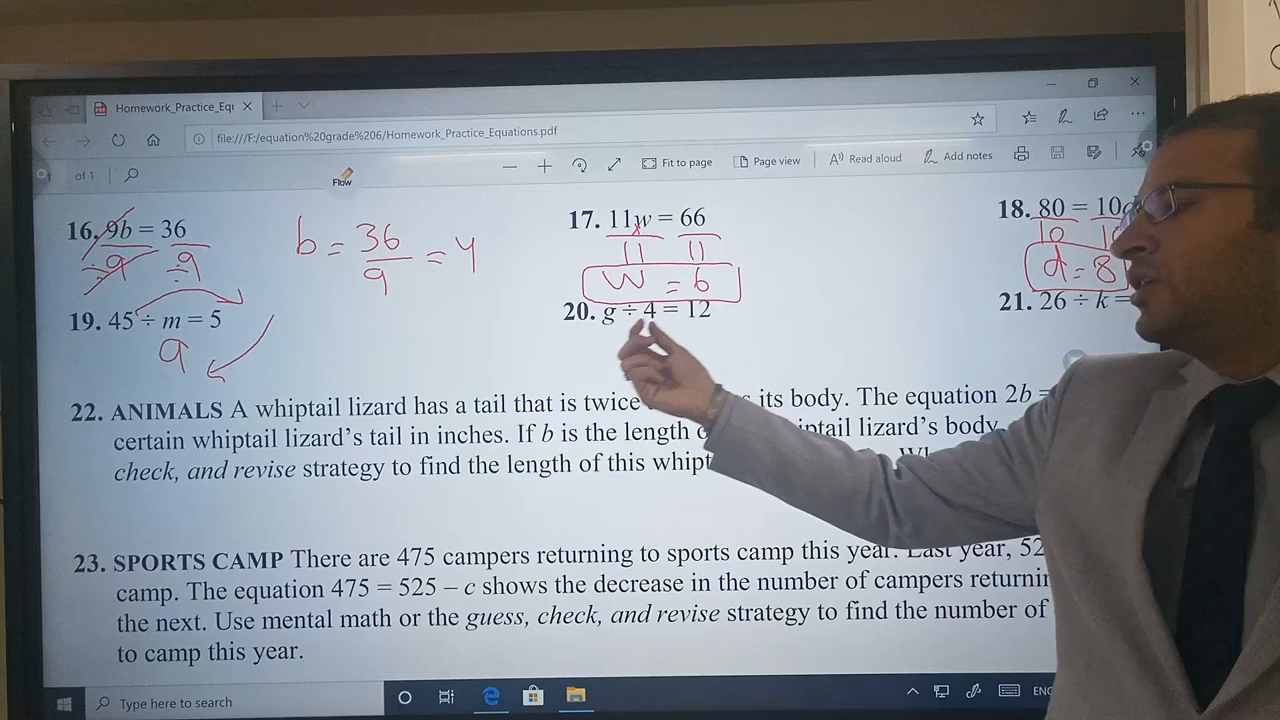 Homework_Practice_Equ
file:///F:/equation%20grade%206/Homework_Practice_Equations.pdf
of 1
Fit to page
Page view
Read aloud
Add notes
Flow
16. 9b = 36
÷9 ÷9
b = 36/9 = 4
17. 11w = 66
11 11
w = 6
18. 80 = 10
10 10
d = 8
19. 45 ÷ m = 5
9
20. g ÷ 4 = 12
21. 26 ÷ k =
22. ANIMALS A whiptail lizard has a tail that is twice its body. The equation 2b =
certain whiptail lizard's tail in inches. If b is the length lizard's body
check, and revise strategy to find the length of this
23. SPORTS CAMP There are 475 campers returning to sports camp this year. Last year, 52
camp. The equation 475 = 525 – c shows the decrease in the number of campers
the next. Use mental math or the guess, check, and revise strategy to find the number of
to camp this year.
Type here to search
ENG